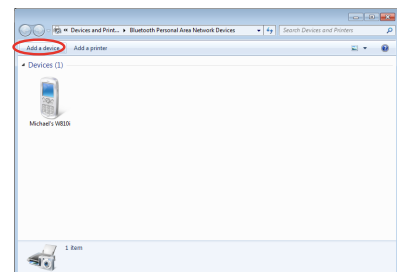 « Devices and Print... ▸ Bluetooth Personal Area Network Devices
Search Devices and Printers
Add a device
Add a printer
Devices (1)
Michael's W810i
1 item